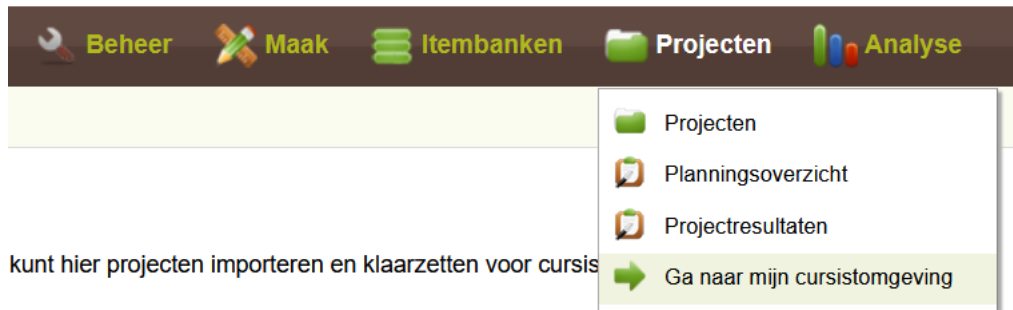 Beheer Maak Itembanken Projecten Analyse
Projecten
Planningsoverzicht
Projectresultaten
kunt hier projecten importeren en klaarzetten voor cursis
Ga naar mijn cursistomgeving